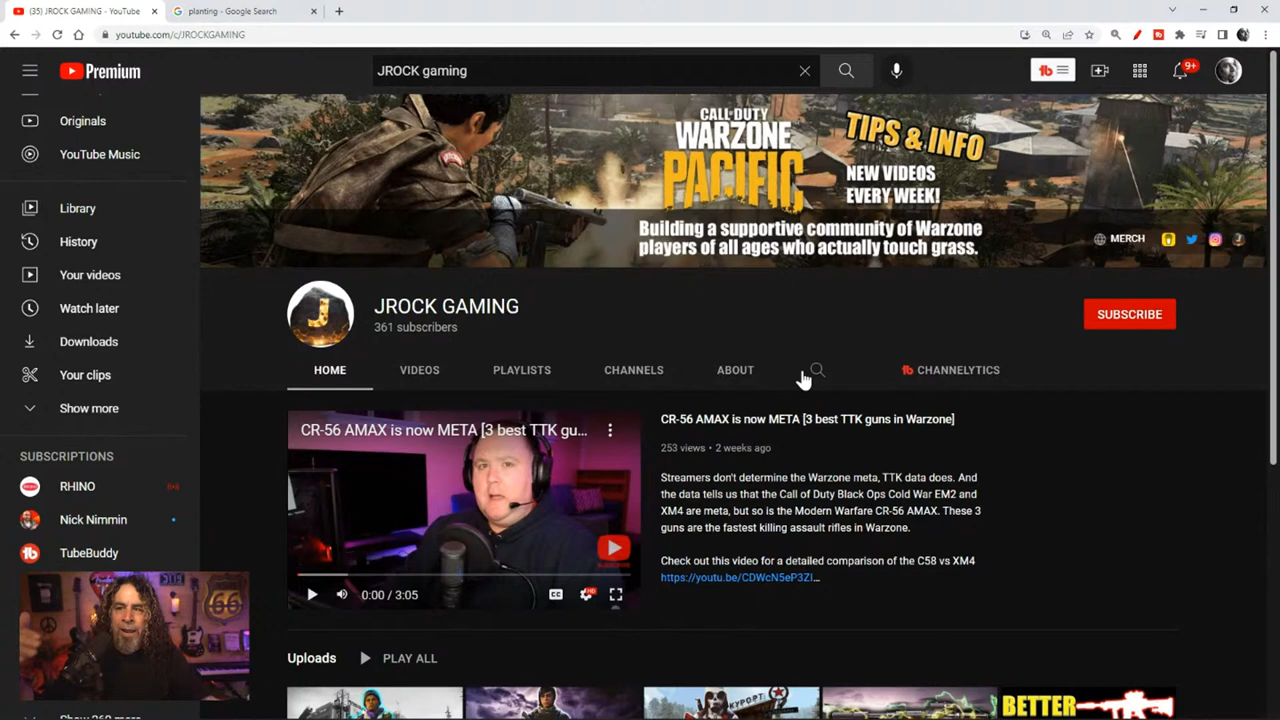 (35) JROCK GAMING - YouTube
planting - Google Search
youtube.com/c/JROCKGAMING
Premium
JROCK gaming
9+
Originals
YouTube Music
Library
History
Your videos
Watch later
Downloads
Your clips
Show more
SUBSCRIPTIONS
RHINO
Nick Nimmin
TubeBuddy
CALL OF DUTY
WARZONE
PACIFIC
TIPS & INFO
NEW VIDEOS
EVERY WEEK!
Building a supportive community of Warzone
players of all ages who actually touch grass.
MERCH
J
JROCK GAMING
361 subscribers
SUBSCRIBE
HOME
VIDEOS
PLAYLISTS
CHANNELS
ABOUT
tb CHANNELYTICS
CR-56 AMAX is now META [3 best TTK gu...
0:00 / 3:05
CC
HD
CR-56 AMAX is now META [3 best TTK guns in Warzone]
253 views • 2 weeks ago
Streamers don't determine the Warzone meta, TTK data does. And
the data tells us that the Call of Duty Black Ops Cold War EM2 and
XM4 are meta, but so is the Modern Warfare CR-56 AMAX. These 3
guns are the fastest killing assault rifles in Warzone.
Check out this video for a detailed comparison of the C58 vs XM4
https://youtu.be/CDWcN5eP3ZI...
66
Uploads
PLAY ALL
КУРОРТ
BETTER